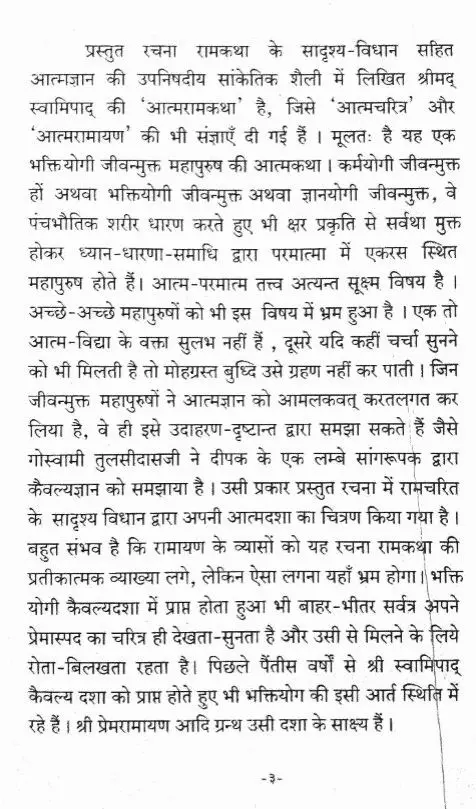 प्रस्तुत रचना रामकथा के सादृश्य-विधान सहित
आत्मज्ञान की उपनिषदीय सांकेतिक शैली में लिखित श्रीमद्
स्वामिपाद् की ‘आत्मरामकथा’ है, जिसे ‘आत्मचरित्र’ और
‘आत्मरामायण’ की भी संज्ञाएँ दी गई हैं । मूलतः है यह एक
भक्तियोगी जीवन्मुक्त महापुरुष की आत्मकथा । कर्मयोगी जीवन्मुक्त
हों अथवा भक्तियोगी जीवन्मुक्त अथवा ज्ञानयोगी जीवन्मुक्त, वे
पंचभौतिक शरीर धारण करते हुए भी क्षर प्रकृति से सर्वथा मुक्त
होकर ध्यान-धारणा-समाधि द्वारा परमात्मा में एकरस स्थित
महापुरुष होते हैं। आत्म-परमात्म तत्त्व अत्यन्त सूक्ष्म विषय है ।
अच्छे-अच्छे महापुरुषों को भी इस विषय में भ्रम हुआ है । एक तो
आत्म-विद्या के वक्ता सुलभ नहीं हैं , दूसरे यदि कहीं चर्चा सुनने
को भी मिलती है तो मोहग्रस्त बुध्दि उसे ग्रहण नहीं कर पाती । जिन
जीवन्मुक्त महापुरुषों ने आत्मज्ञान को आमलकवत् करतलगत कर
लिया है, वे ही इसे उदाहरण-दृष्टान्त द्वारा समझा सकते हैं जैसे
गोस्वामी तुलसीदासजी ने दीपक के एक लम्बे सांगरूपक द्वारा
कैवल्यज्ञान को समझाया है । उसी प्रकार प्रस्तुत रचना में रामचरित
के सादृश्य विधान द्वारा अपनी आत्मदशा का चित्रण किया गया है ।
बहुत संभव है कि रामायण के व्यासों को यह रचना रामकथा की
प्रतीकात्मक व्याख्या लगे, लेकिन ऐसा लगना यहाँ भ्रम होगा। भक्ति
योगी कैवल्यदशा में प्राप्त होता हुआ भी बाहर-भीतर सर्वत्र अपने
प्रेमास्पद का चरित्र ही देखता-सुनता है और उसी से मिलने के लिये
रोता-बिलखता रहता है। पिछले पैंतीस वर्षों से श्री स्वामिपाद्
कैवल्य दशा को प्राप्त होते हुए भी भक्तियोग की इसी आर्त स्थिति में
रहे हैं । श्री प्रेमरामायण आदि ग्रन्थ उसी दशा के साक्ष्य हैं ।
-३-